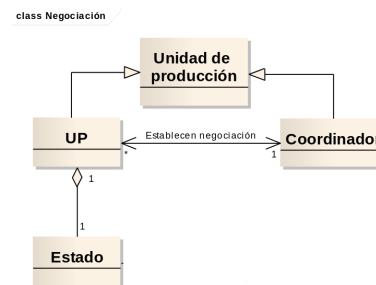 class Negociación
Unidad de
producción
UP
Establecen negociación
Coordinador
*
1
1
1
Estado